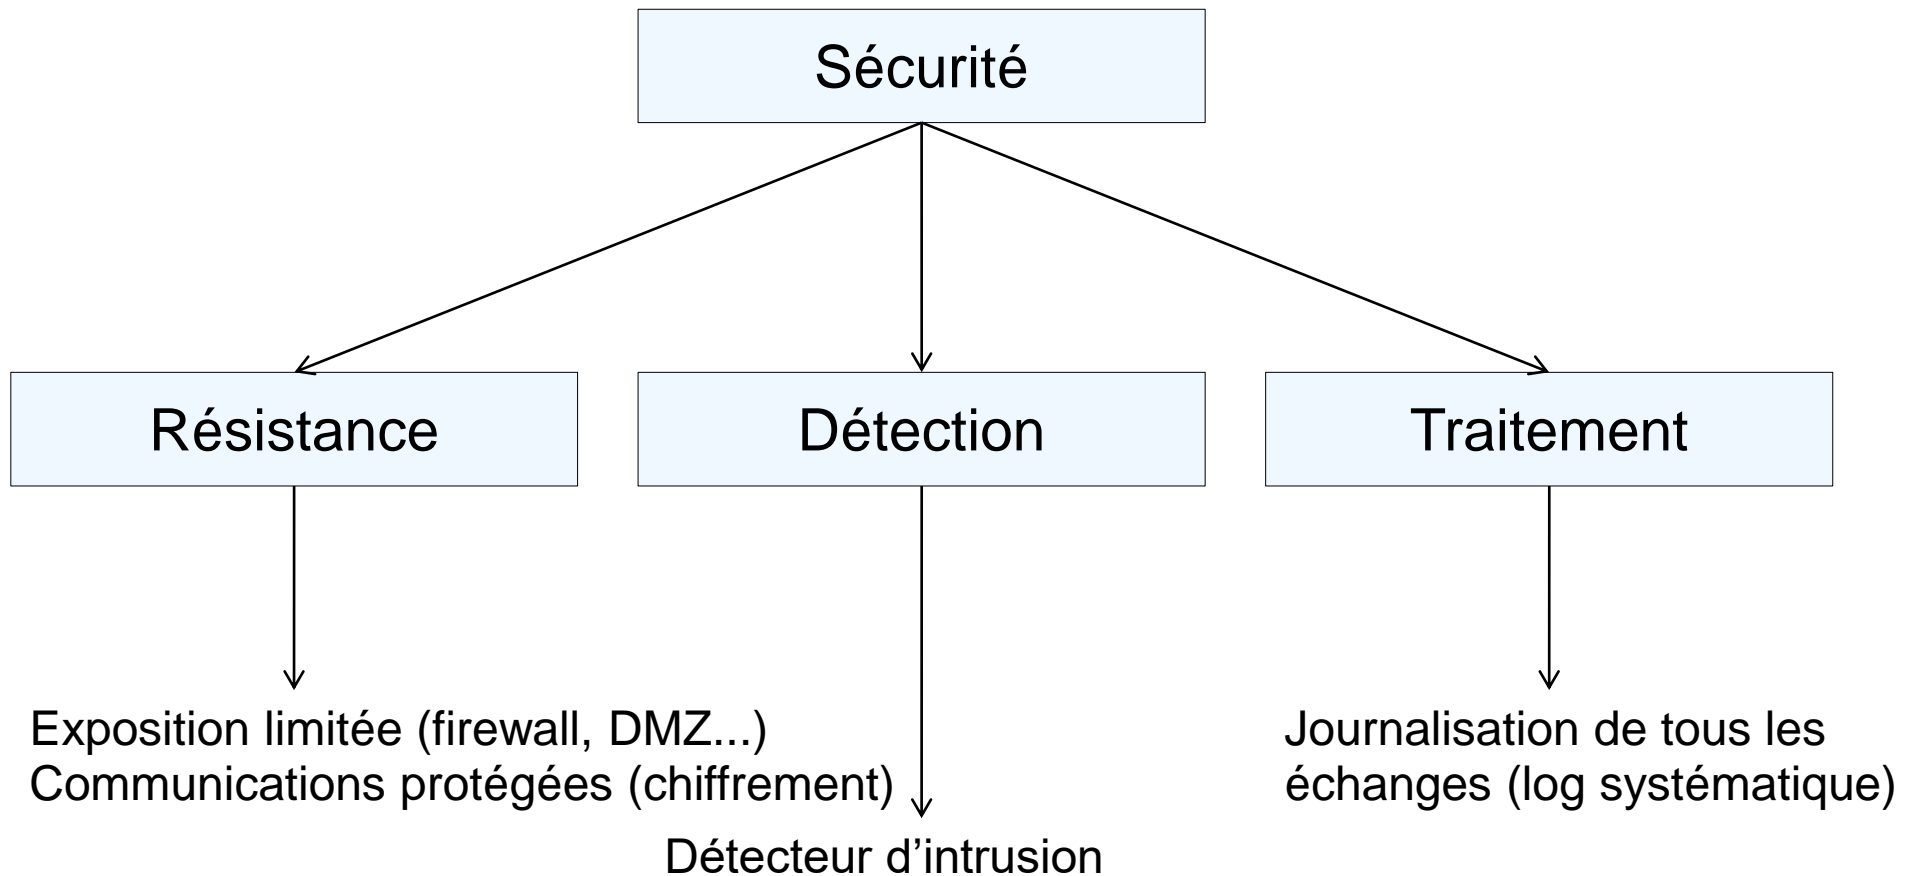 Sécurité
Résistance
Détection
Traitement
Exposition limitée (firewall, DMZ...)
Communications protégées (chiffrement)
Journalisation de tous les
échanges (log systématique)
Détecteur d’intrusion